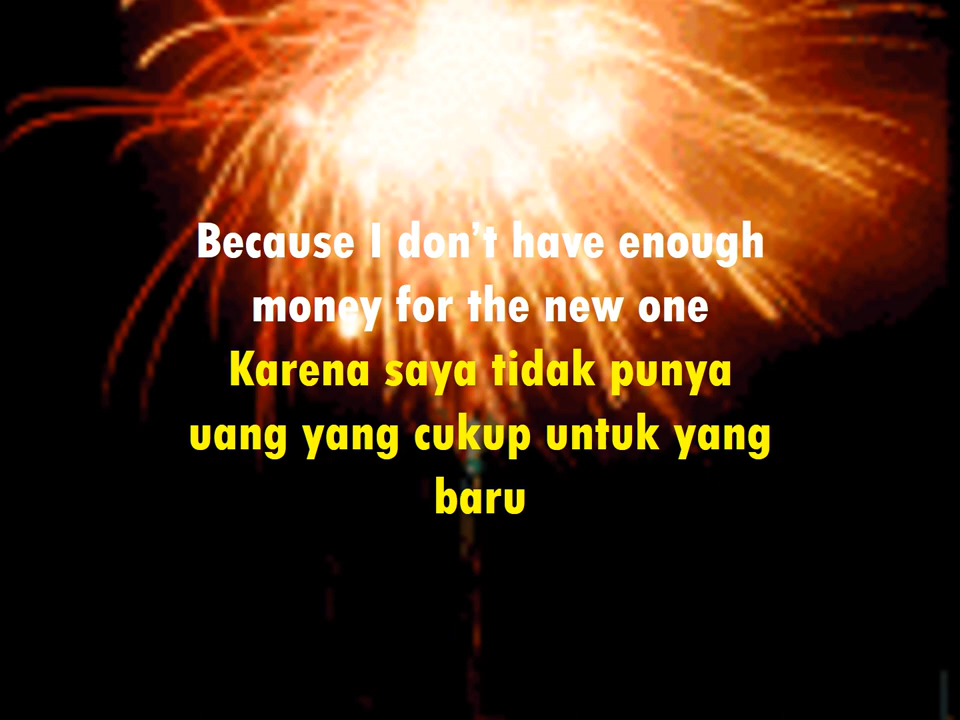 Because I don’t have enough
money for the new one
Karena saya tidak punya
uang yang cukup untuk yang
baru